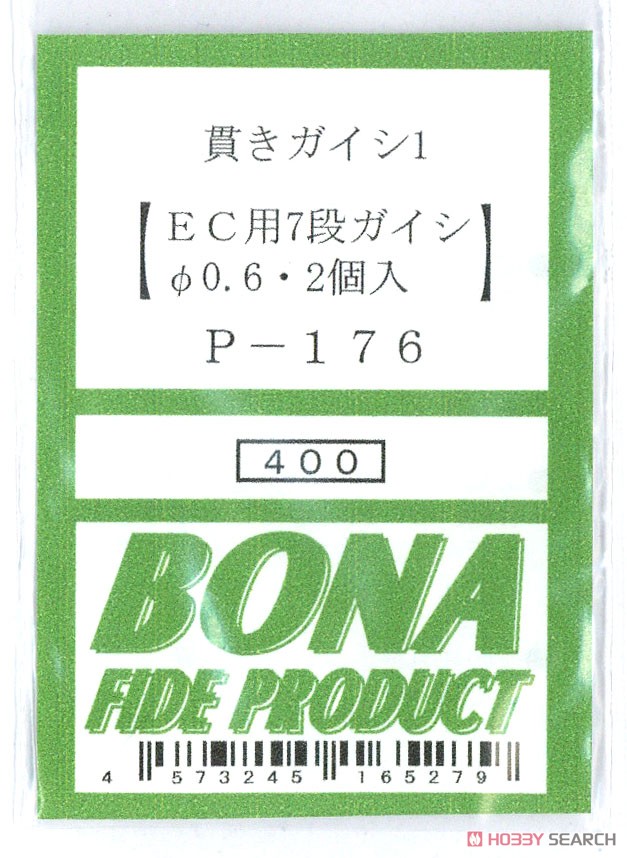 貫きガイシ1
【ＥＣ用7段ガイシ
φ0.6・2個入】
Ｐ－１７６
４００
BONA
FIDE PRODUCT
4 573245 165279
HOBBY SEARCH